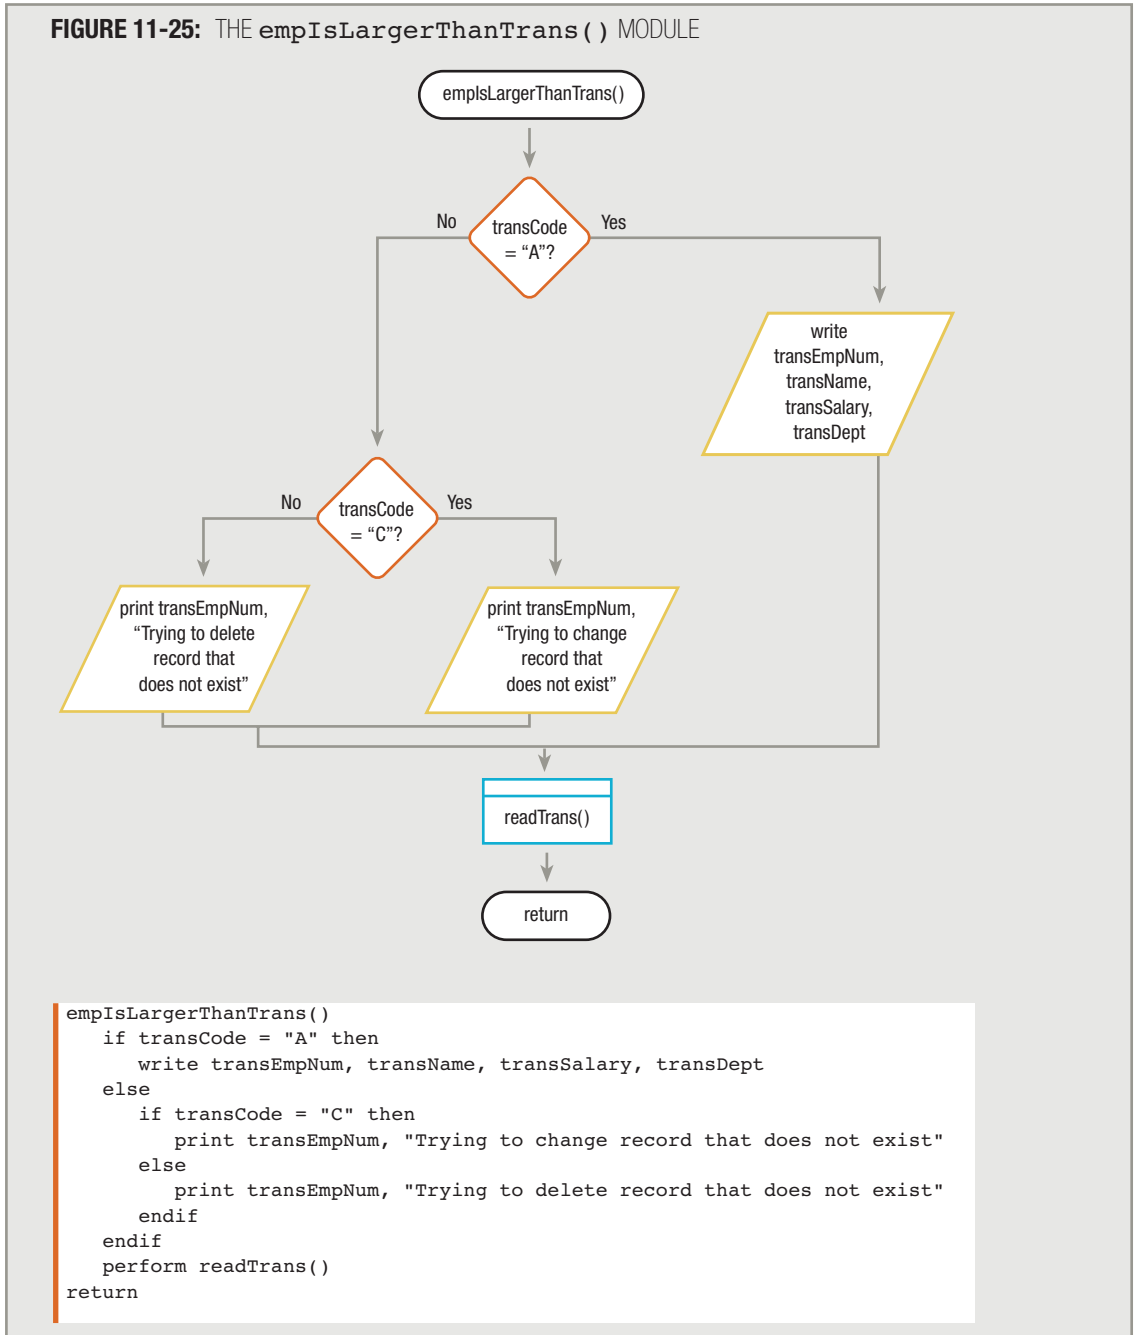 FIGURE 11-25: THE empIsLargerThanTrans() MODULE
empIsLargerThanTrans()
No
Yes
transCode
= “A”?
write
transEmpNum,
transName,
transSalary,
transDept
No
Yes
transCode
= “C”?
print transEmpNum,
“Trying to delete
record that
does not exist”
print transEmpNum,
“Trying to change
record that
does not exist”
readTrans()
return
empIsLargerThanTrans()
   if transCode = "A" then
      write transEmpNum, transName, transSalary, transDept
   else
      if transCode = "C" then
         print transEmpNum, "Trying to change record that does not exist"
      else
         print transEmpNum, "Trying to delete record that does not exist"
      endif
   endif
   perform readTrans()
return